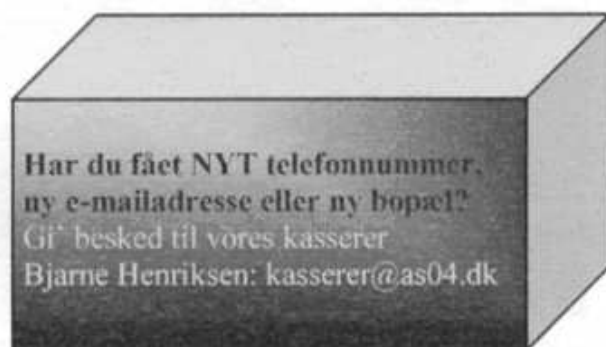 Har du fået NYT telefonnummer,
ny e-mailadresse eller ny bopæl?
Gi' besked til vores kasserer
Bjarne Henriksen: kasserer@as04.dk